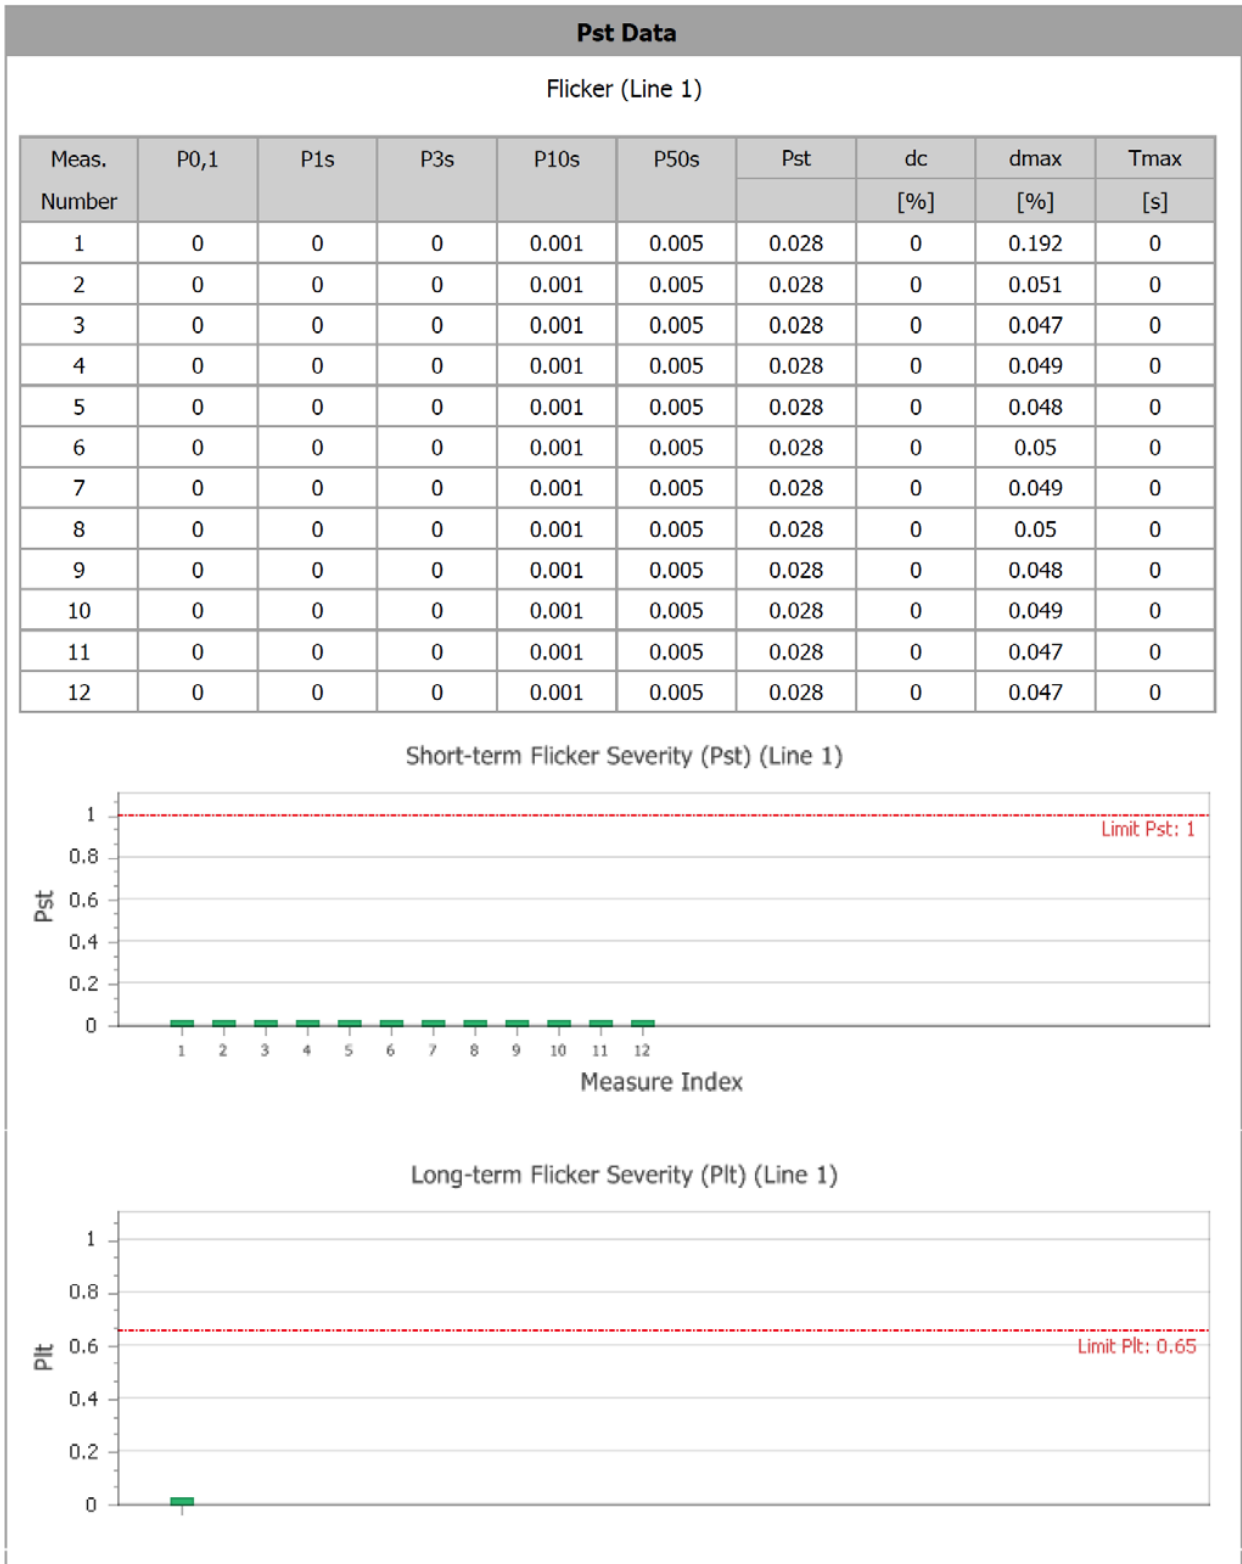 Pst Data
Flicker (Line 1)
Meas. Number P0,1 P1s P3s P10s P50s Pst dc [%] dmax [%] Tmax [s]
1 0 0 0 0.001 0.005 0.028 0 0.192 0
2 0 0 0 0.001 0.005 0.028 0 0.051 0
3 0 0 0 0.001 0.005 0.028 0 0.047 0
4 0 0 0 0.001 0.005 0.028 0 0.049 0
5 0 0 0 0.001 0.005 0.028 0 0.048 0
6 0 0 0 0.001 0.005 0.028 0 0.05 0
7 0 0 0 0.001 0.005 0.028 0 0.049 0
8 0 0 0 0.001 0.005 0.028 0 0.05 0
9 0 0 0 0.001 0.005 0.028 0 0.048 0
10 0 0 0 0.001 0.005 0.028 0 0.049 0
11 0 0 0 0.001 0.005 0.028 0 0.047 0
12 0 0 0 0.001 0.005 0.028 0 0.047 0
Short-term Flicker Severity (Pst) (Line 1)
Pst
1
0.8
0.6
0.4
0.2
0
Limit Pst: 1
1 2 3 4 5 6 7 8 9 10 11 12
Measure Index
Long-term Flicker Severity (Plt) (Line 1)
Plt
1
0.8
0.6
0.4
0.2
0
Limit Plt: 0.65